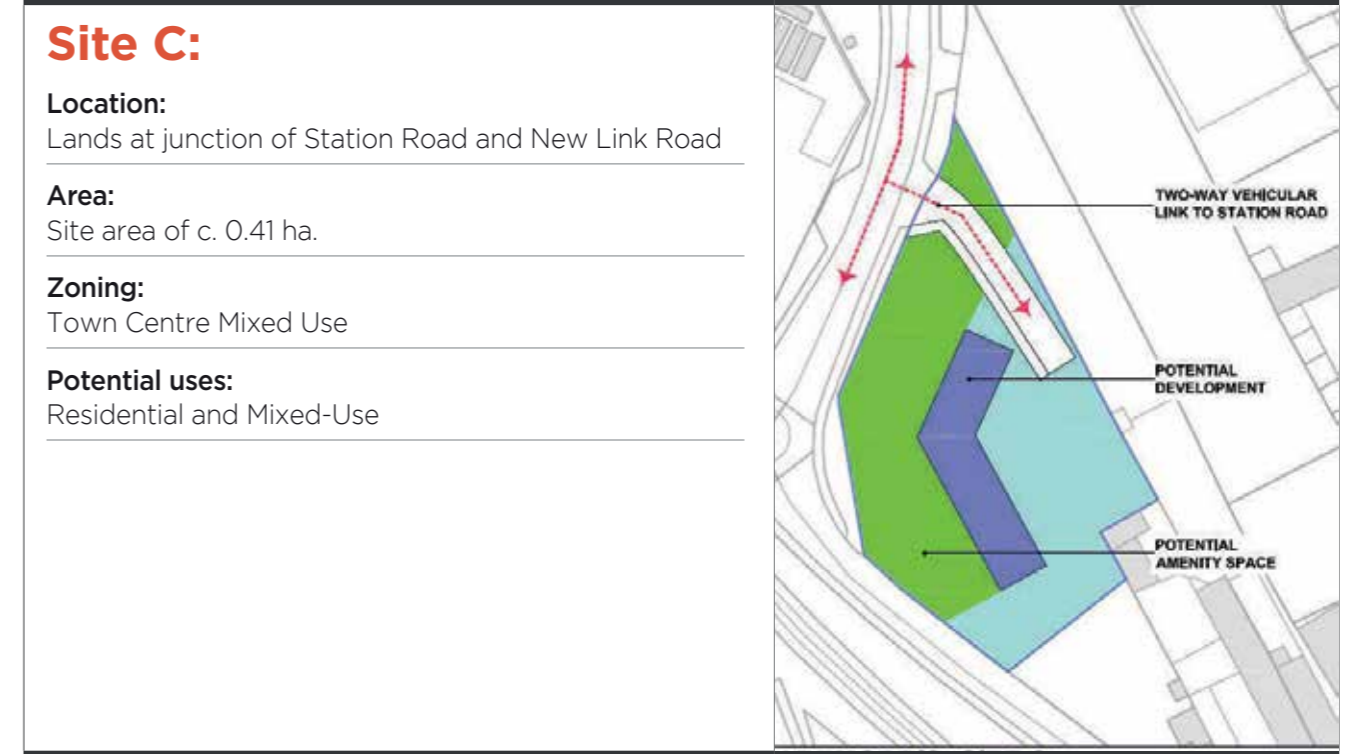 Site C:
Location:
Lands at junction of Station Road and New Link Road
Area:
Site area of c. 0.41 ha.
Zoning:
Town Centre Mixed Use
Potential uses:
Residential and Mixed-Use
TWO-WAY VEHICULAR
LINK TO STATION ROAD
POTENTIAL
DEVELOPMENT
POTENTIAL
AMENITY SPACE